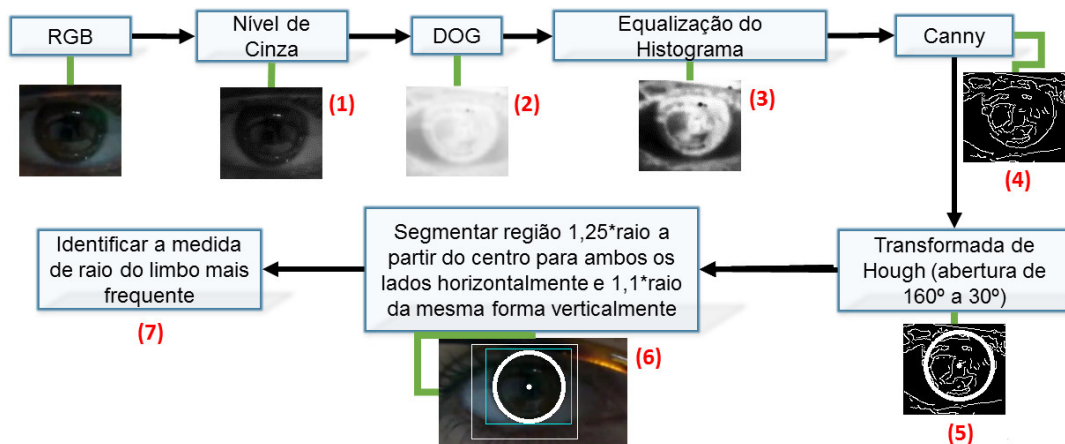 RGB
Nível de
Cinza
DOG
Equalização do
Histograma
Canny
(1)
(2)
(3)
(4)
Transformada de
Hough (abertura de
160º a 30º)
(5)
Segmentar região 1,25*raio a
partir do centro para ambos os
lados horizontalmente e 1,1*raio
da mesma forma verticalmente
(6)
Identificar a medida
de raio do limbo mais
frequente
(7)